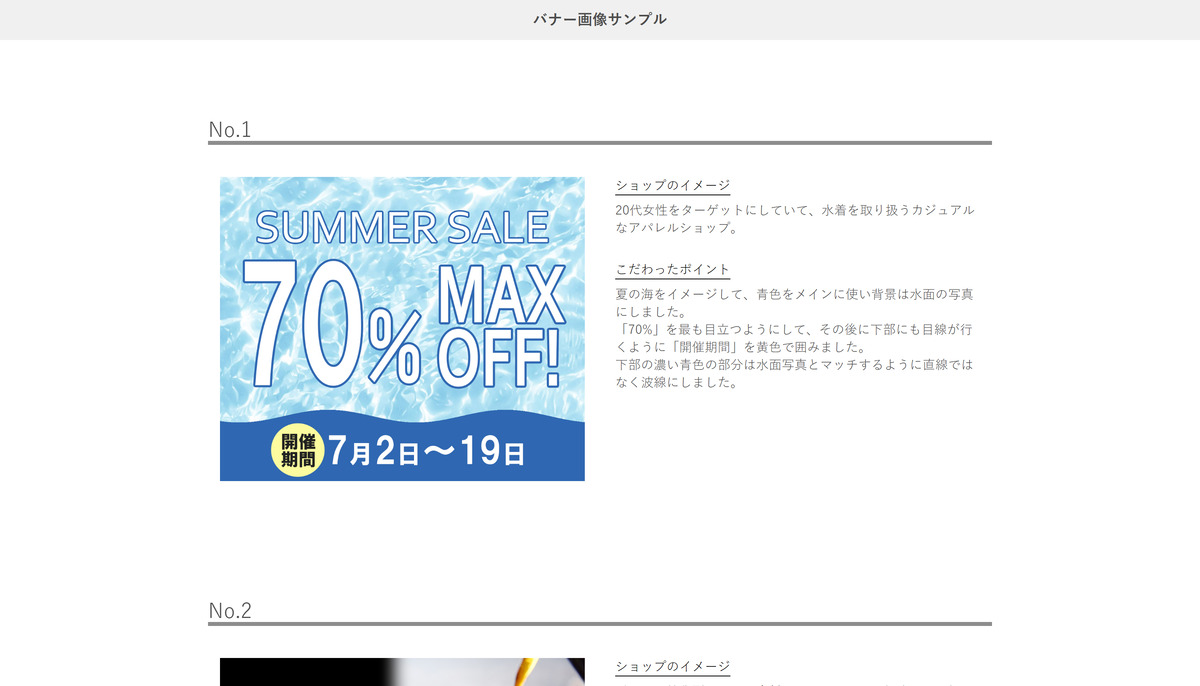 バナー画像サンプル
No.1
SUMMER SALE
70%
MAX
OFF!
開催
期間
7月2日～19日
ショップのイメージ
20代女性をターゲットにしていて、水着を取り扱うカジュアル
なアパレルショップ。
こだわったポイント
夏の海をイメージして、青色をメインに使い背景は水面の写真
にしました。
「70%」を最も目立つようにして、その後に下部にも目線が行
くように「開催期間」を黄色で囲みました。
下部の濃い青色の部分は水面写真とマッチするように直線では
なく波線にしました。
No.2
ショップのイメージ